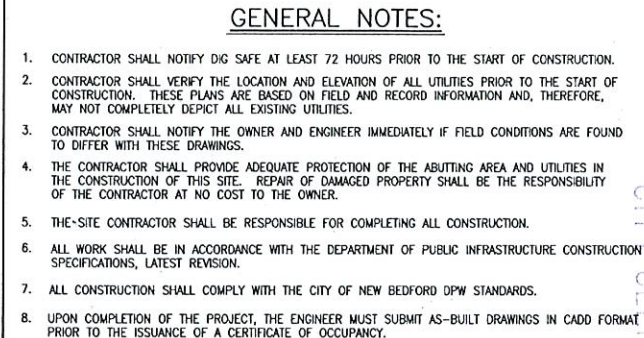 GENERAL NOTES:
1. CONTRACTOR SHALL NOTIFY DIG SAFE AT LEAST 72 HOURS PRIOR TO THE START OF CONSTRUCTION.
2. CONTRACTOR SHALL VERIFY THE LOCATION AND ELEVATION OF ALL UTILITIES PRIOR TO THE START OF
CONSTRUCTION. THESE PLANS ARE BASED ON FIELD AND RECORD INFORMATION AND, THEREFORE,
MAY NOT COMPLETELY DEPICT ALL EXISTING UTILITIES.
3. CONTRACTOR SHALL NOTIFY THE OWNER AND ENGINEER IMMEDIATELY IF FIELD CONDITIONS ARE FOUND
TO DIFFER WITH THESE DRAWINGS.
4. THE CONTRACTOR SHALL PROVIDE ADEQUATE PROTECTION OF THE ABUTTING AREA AND UTILITIES IN
THE CONSTRUCTION OF THIS SITE. REPAIR OF DAMAGED PROPERTY SHALL BE THE RESPONSIBILITY
OF THE CONTRACTOR AT NO COST TO THE OWNER.
5. THE-SITE CONTRACTOR SHALL BE RESPONSIBLE FOR COMPLETING ALL CONSTRUCTION.
6. ALL WORK SHALL BE IN ACCORDANCE WITH THE DEPARTMENT OF PUBLIC INFRASTRUCTURE CONSTRUCTION
SPECIFICATIONS, LATEST REVISION.
7. ALL CONSTRUCTION SHALL COMPLY WITH THE CITY OF NEW BEDFORD DPW STANDARDS.
8. UPON COMPLETION OF THE PROJECT, THE ENGINEER MUST SUBMIT AS-BUILT DRAWINGS IN CADD FORMAT
PRIOR TO THE ISSUANCE OF A CERTIFICATE OF OCCUPANCY.